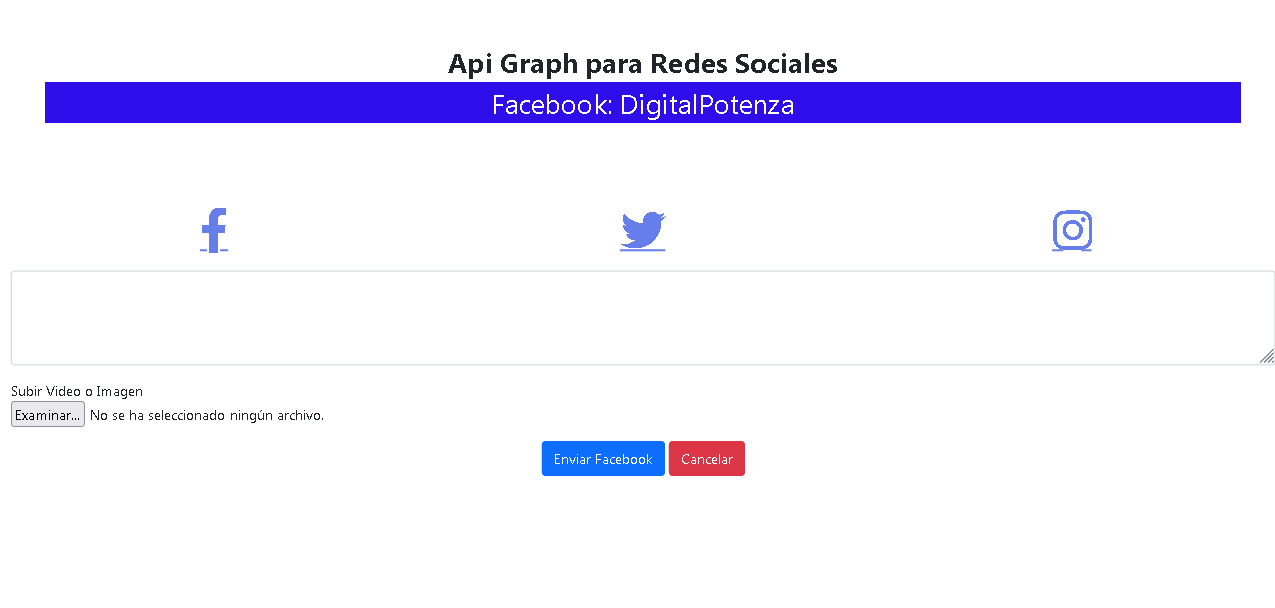 Api Graph para Redes Sociales
Facebook: DigitalPotenza
Subir Video o Imagen
Examinar... No se ha seleccionado ningún archivo.
Enviar Facebook Cancelar